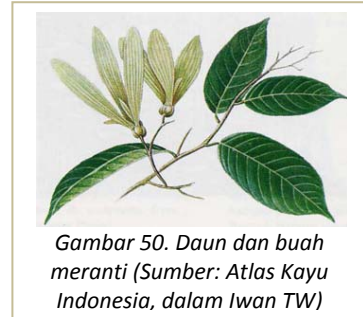 Gambar 50. Daun dan buah
meranti (Sumber: Atlas Kayu
Indonesia, dalam Iwan TW)